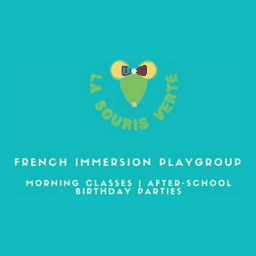 LA SOURIS VERTE
FRENCH IMMERSION PLAYGROUP
MORNING CLASSES | AFTER-SCHOOL
BIRTHDAY PARTIES